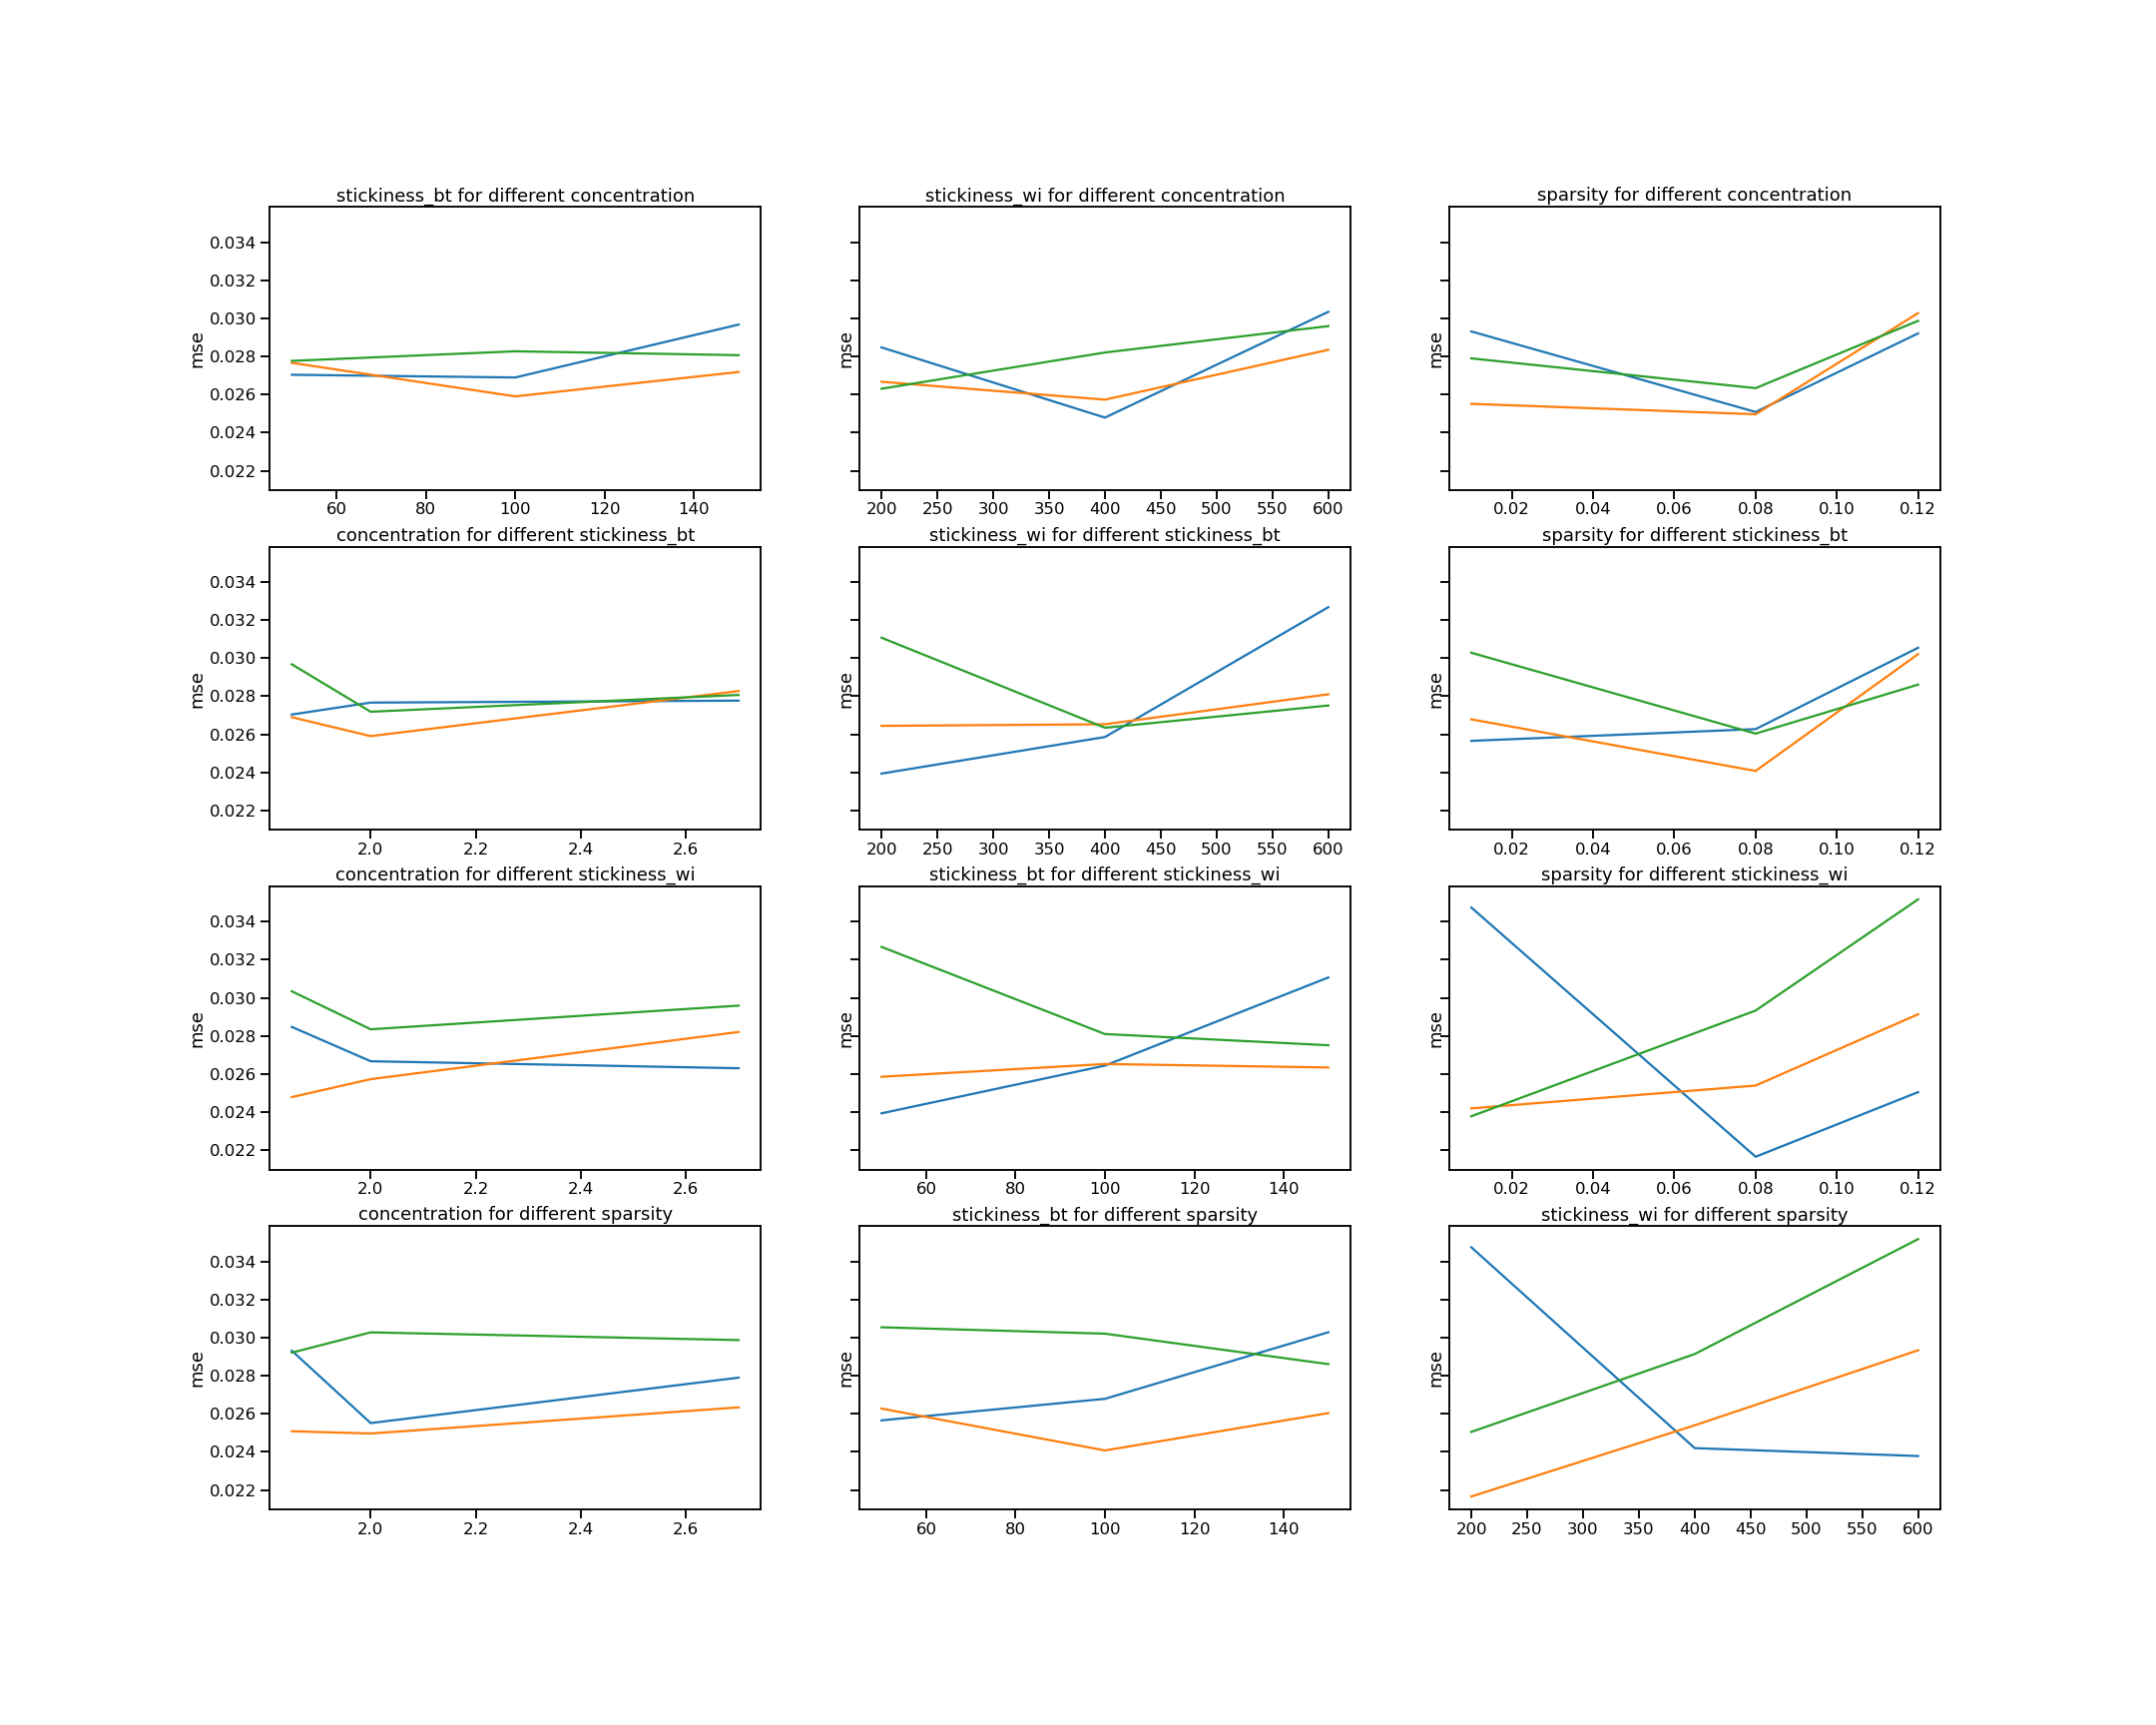 stickiness_bt for different concentration
stickiness_wi for different concentration
sparsity for different concentration
0.034
0.032
0.030
0.028
0.026
0.024
0.022
mse
mse
mse
60 80 100 120 140
200 250 300 350 400 450 500 550 600
0.02 0.04 0.06 0.08 0.10 0.12
concentration for different stickiness_bt
stickiness_wi for different stickiness_bt
sparsity for different stickiness_bt
0.034
0.032
0.030
0.028
0.026
0.024
0.022
mse
mse
mse
2.0 2.2 2.4 2.6
200 250 300 350 400 450 500 550 600
0.02 0.04 0.06 0.08 0.10 0.12
concentration for different stickiness_wi
stickiness_bt for different stickiness_wi
sparsity for different stickiness_wi
0.034
0.032
0.030
0.028
0.026
0.024
0.022
mse
mse
mse
2.0 2.2 2.4 2.6
60 80 100 120 140
0.02 0.04 0.06 0.08 0.10 0.12
concentration for different sparsity
stickiness_bt for different sparsity
stickiness_wi for different sparsity
0.034
0.032
0.030
0.028
0.026
0.024
0.022
mse
mse
mse
2.0 2.2 2.4 2.6
60 80 100 120 140
200 250 300 350 400 450 500 550 600